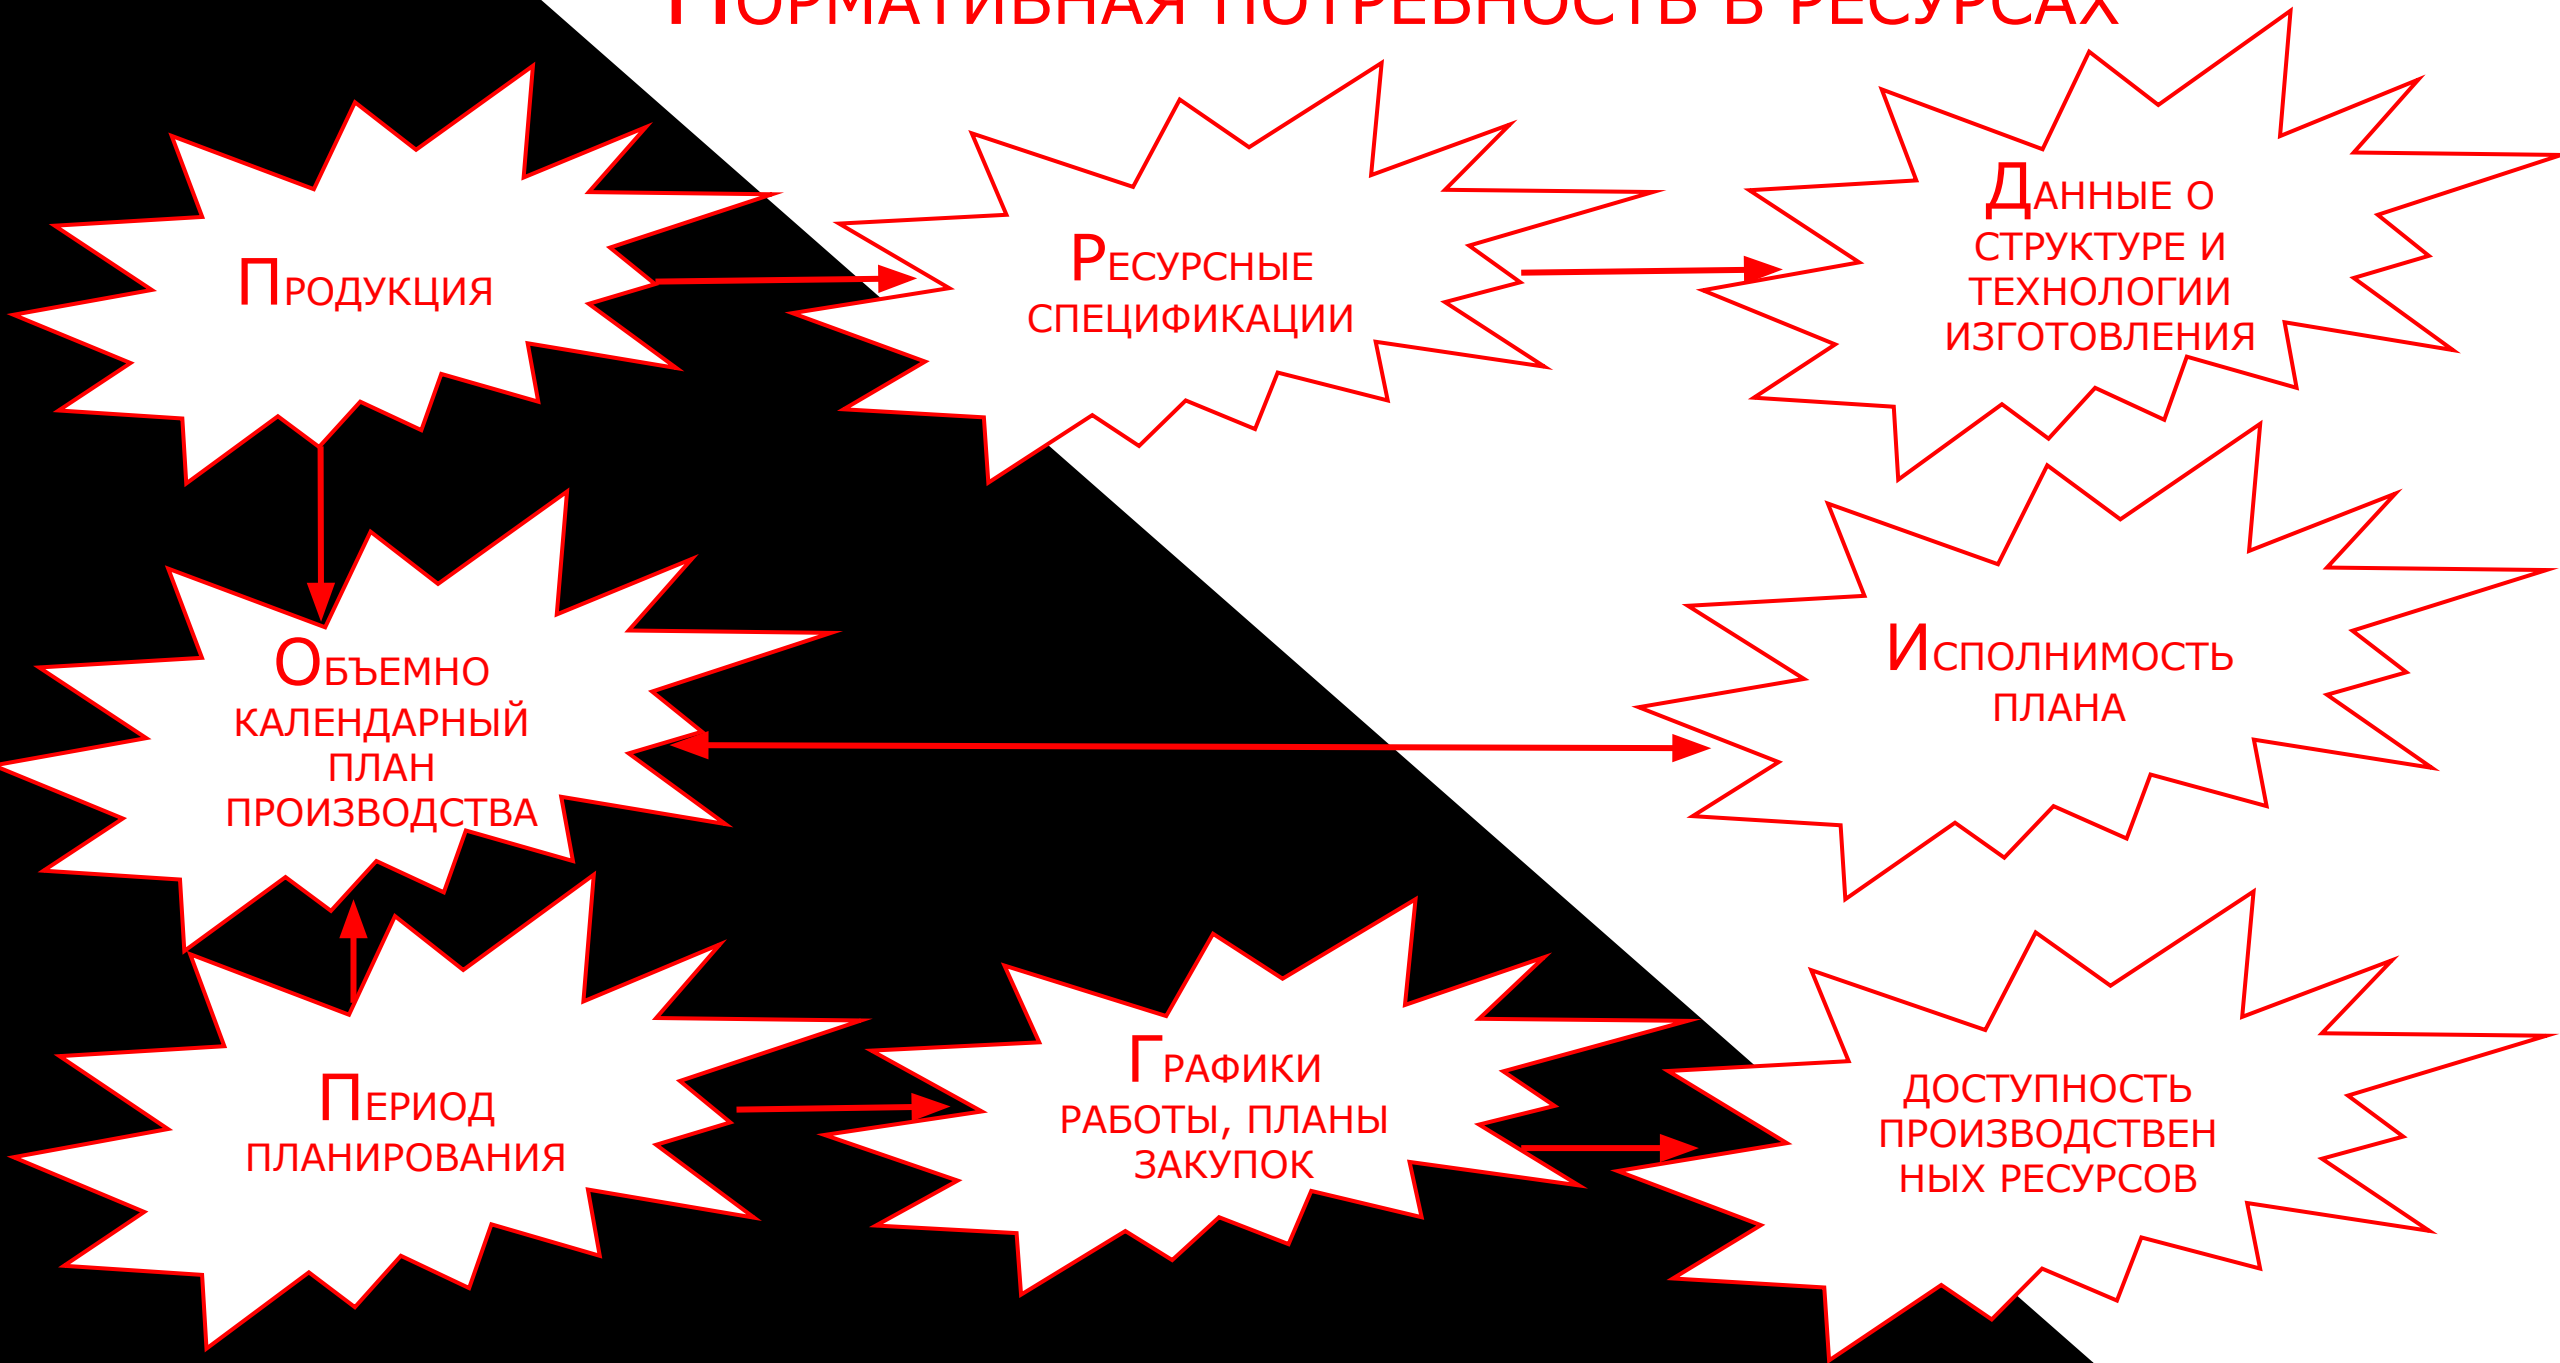 Нормативная потребность в ресурсах
Продукция
Ресурсные
спецификации
Данные о
структуре и
технологии
изготовления
Объемно
календарный
план
производства
Исполнимость
плана
Период
планирования
Графики
работы, планы
закупок
доступность
производствен
ных ресурсов